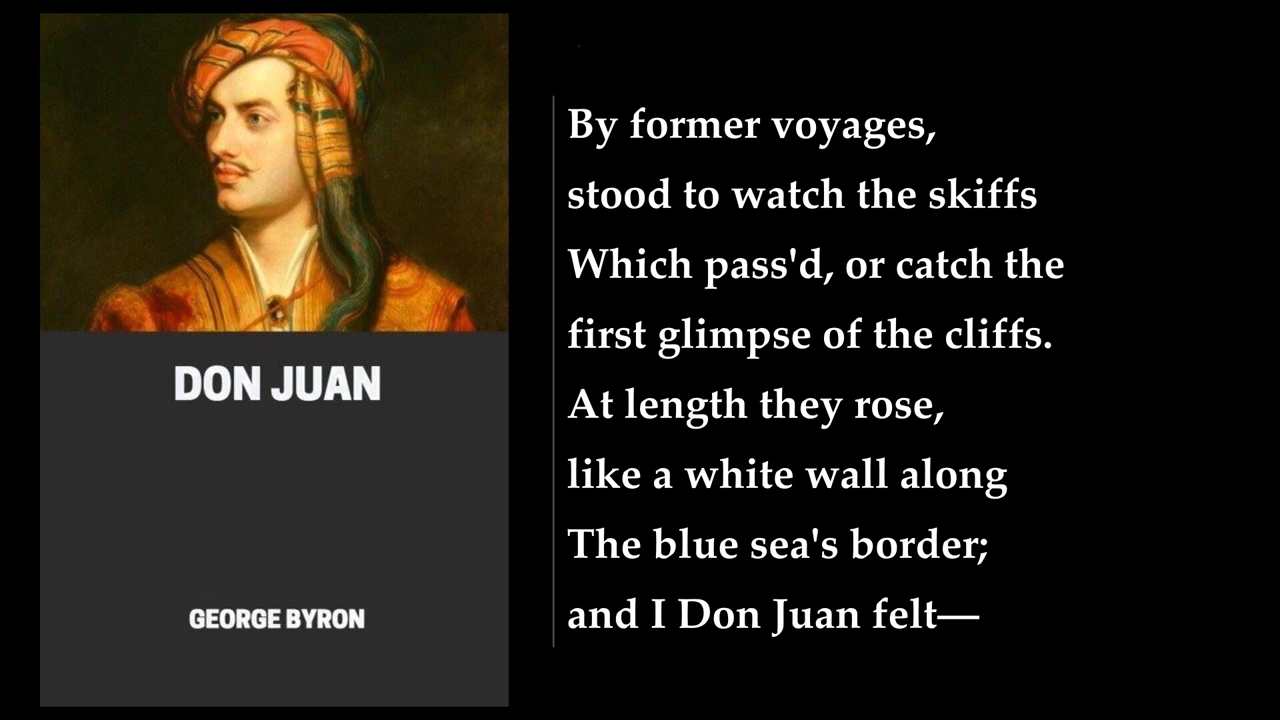 DON JUAN
GEORGE BYRON
By former voyages,
stood to watch the skiffs
Which pass'd, or catch the
first glimpse of the cliffs.
At length they rose,
like a white wall along
The blue sea's border;
and I Don Juan felt—